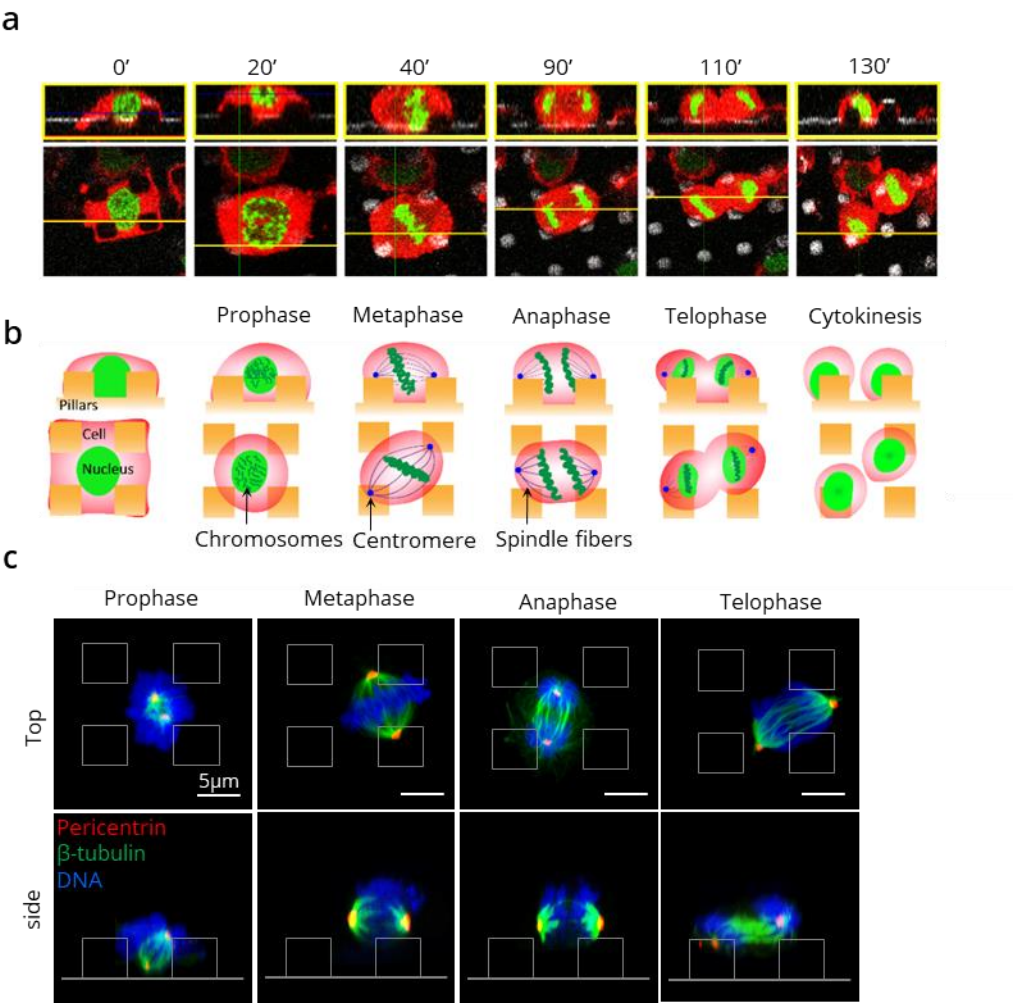 a
0’ 20’ 40’ 90’ 110’ 130’
Prophase Metaphase Anaphase Telophase Cytokinesis
b
Pillars
Cell
Nucleus
Chromosomes Centromere Spindle fibers
c
Prophase Metaphase Anaphase Telophase
Top
5µm
Pericentrin
β-tubulin
DNA
side